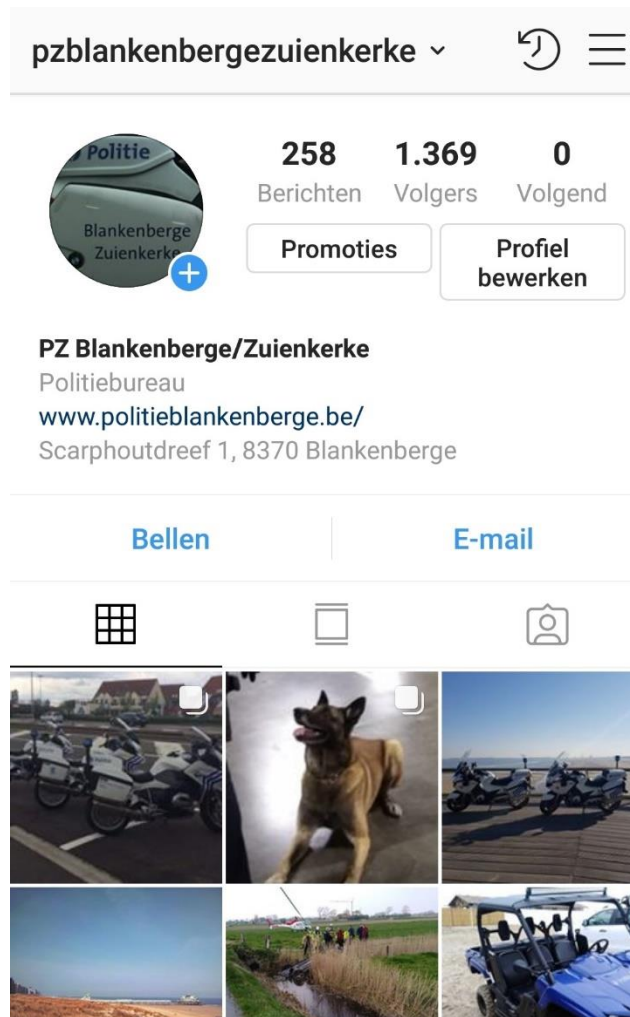 pzblankenbergezuienkerke
Politie
Blankenberge
Zuienkerke
258 1.369 0
Berichten Volgers Volgend
Promoties Profiel bewerken
PZ Blankenberge/Zuienkerke
Politiebureau
www.politieblankenberge.be/
Scarphoutdreef 1, 8370 Blankenberge
Bellen E-mail